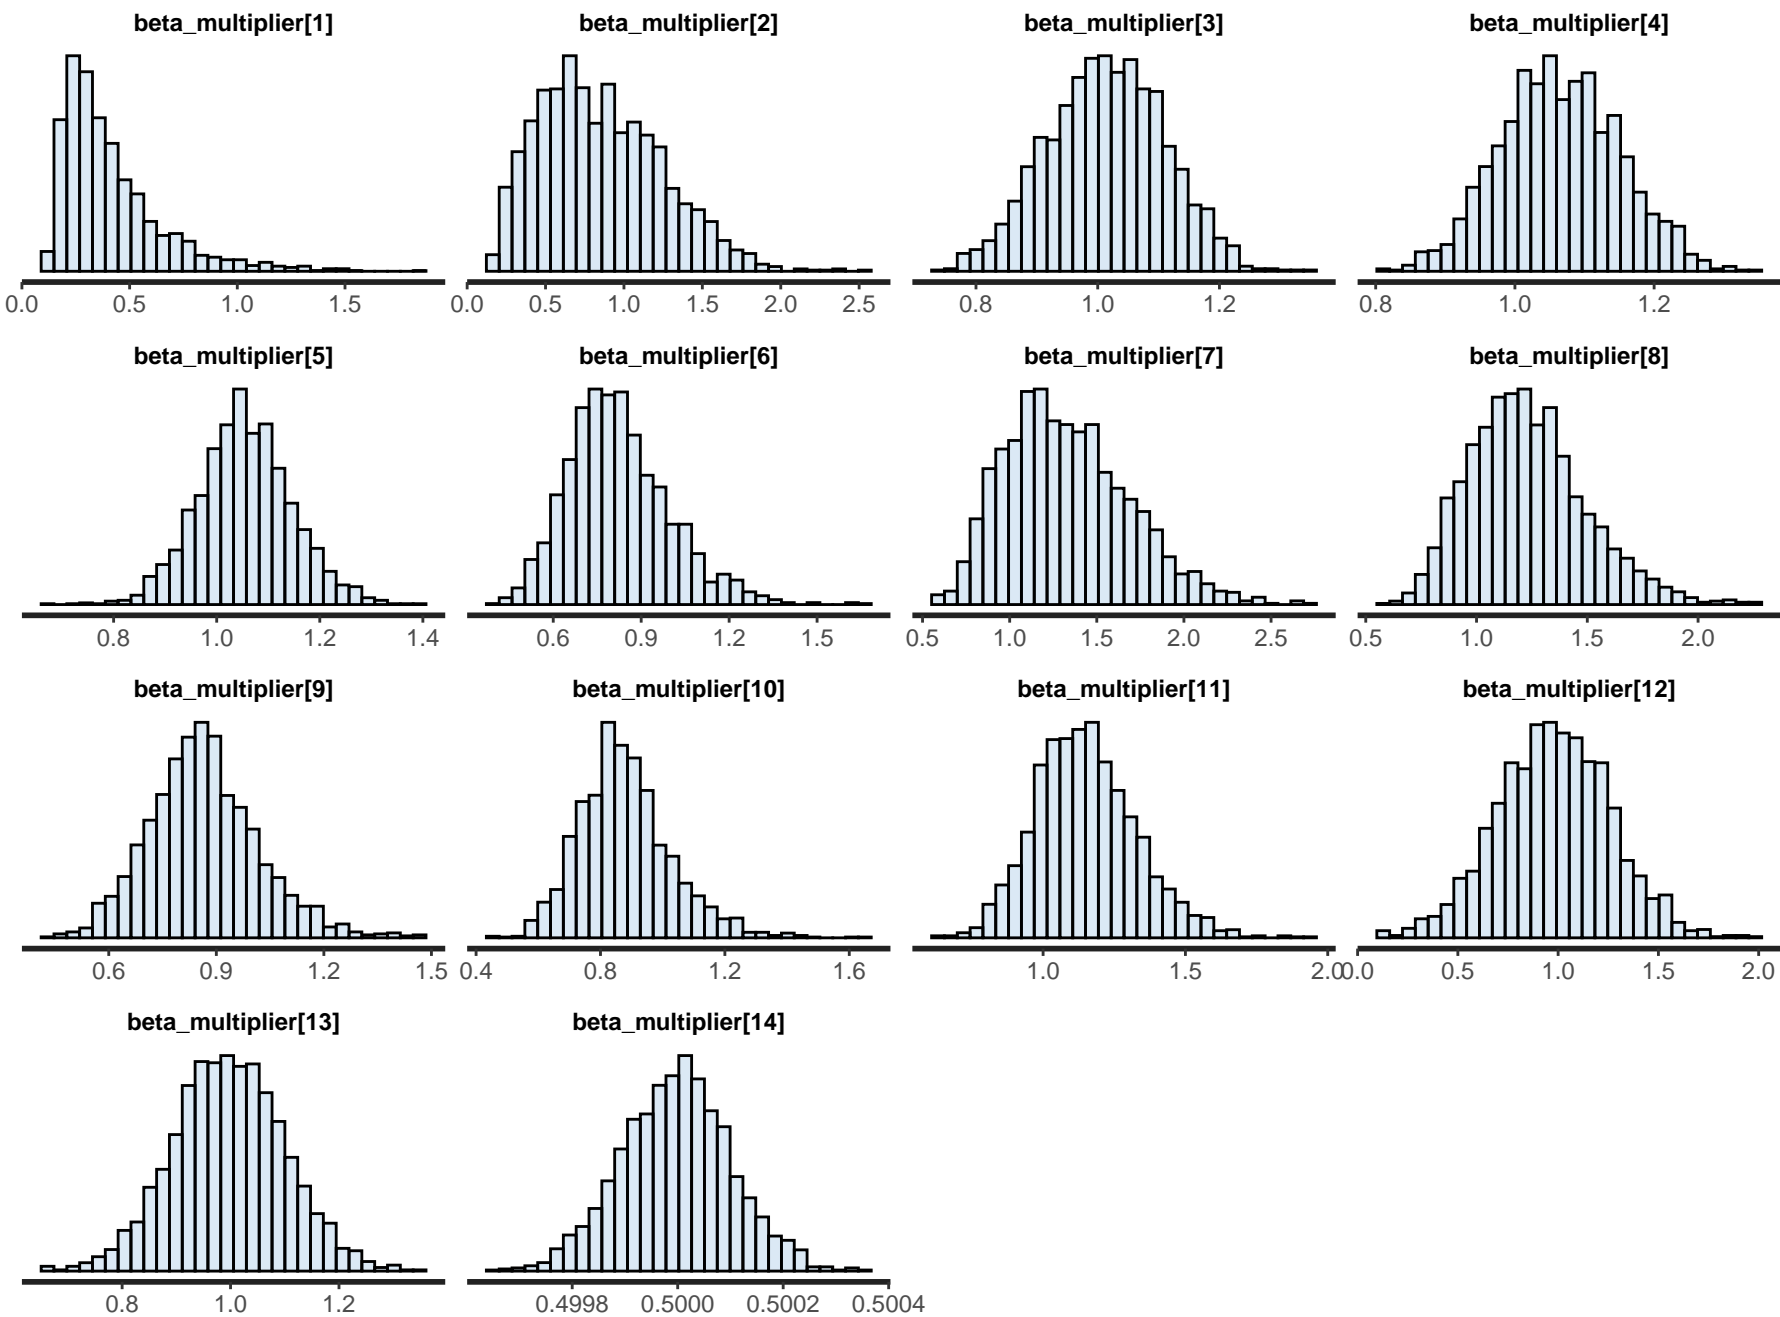 beta_multiplier[1] beta_multiplier[2] beta_multiplier[3] beta_multiplier[4]
0.0 0.5 1.0 1.5 0.0 0.5 1.0 1.5 2.0 2.5 0.8 1.0 1.2 0.8 1.0 1.2
beta_multiplier[5] beta_multiplier[6] beta_multiplier[7] beta_multiplier[8]
0.8 1.0 1.2 1.4 0.6 0.9 1.2 1.5 0.5 1.0 1.5 2.0 2.5 0.5 1.0 1.5 2.0
beta_multiplier[9] beta_multiplier[10] beta_multiplier[11] beta_multiplier[12]
0.6 0.9 1.2 1.5 0.4 0.8 1.2 1.6 1.0 1.5 2.0 0.0 0.5 1.0 1.5 2.0
beta_multiplier[13] beta_multiplier[14]
0.8 1.0 1.2 0.4998 0.5000 0.5002 0.5004